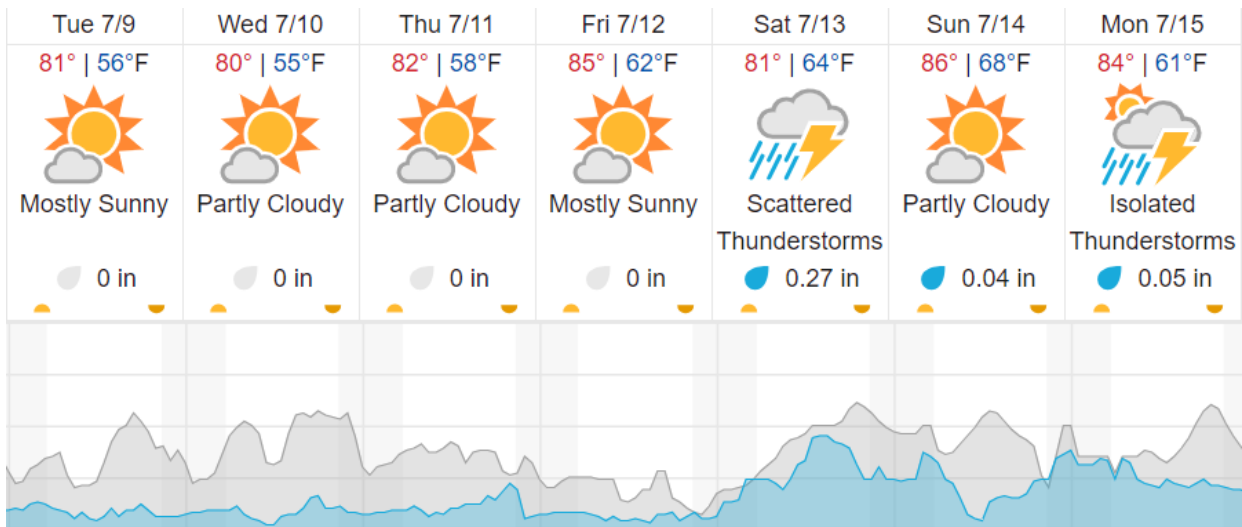 Tue 7/9
81° | 56°F
Mostly Sunny
0 in
Wed 7/10
80° | 55°F
Partly Cloudy
0 in
Thu 7/11
82° | 58°F
Partly Cloudy
0 in
Fri 7/12
85° | 62°F
Mostly Sunny
0 in
Sat 7/13
81° | 64°F
Scattered
Thunderstorms
0.27 in
Sun 7/14
86° | 68°F
Partly Cloudy
0.04 in
Mon 7/15
84° | 61°F
Isolated
Thunderstorms
0.05 in